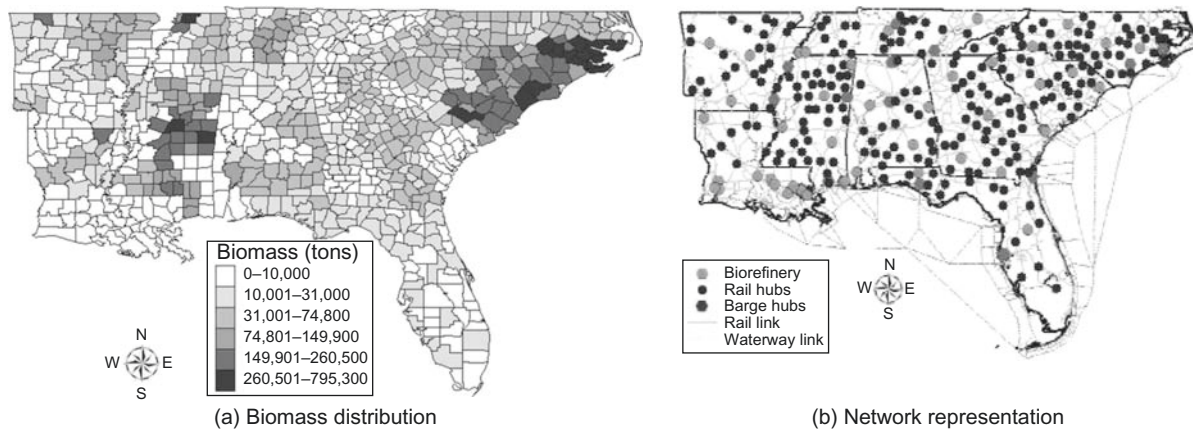 Biomass (tons)
0–10,000
10,001–31,000
31,001–74,800
74,801–149,900
149,901–260,500
260,501–795,300
N
W E
S
(a) Biomass distribution
Biorefinery
Rail hubs
Barge hubs
Rail link
Waterway link
N
W E
S
(b) Network representation